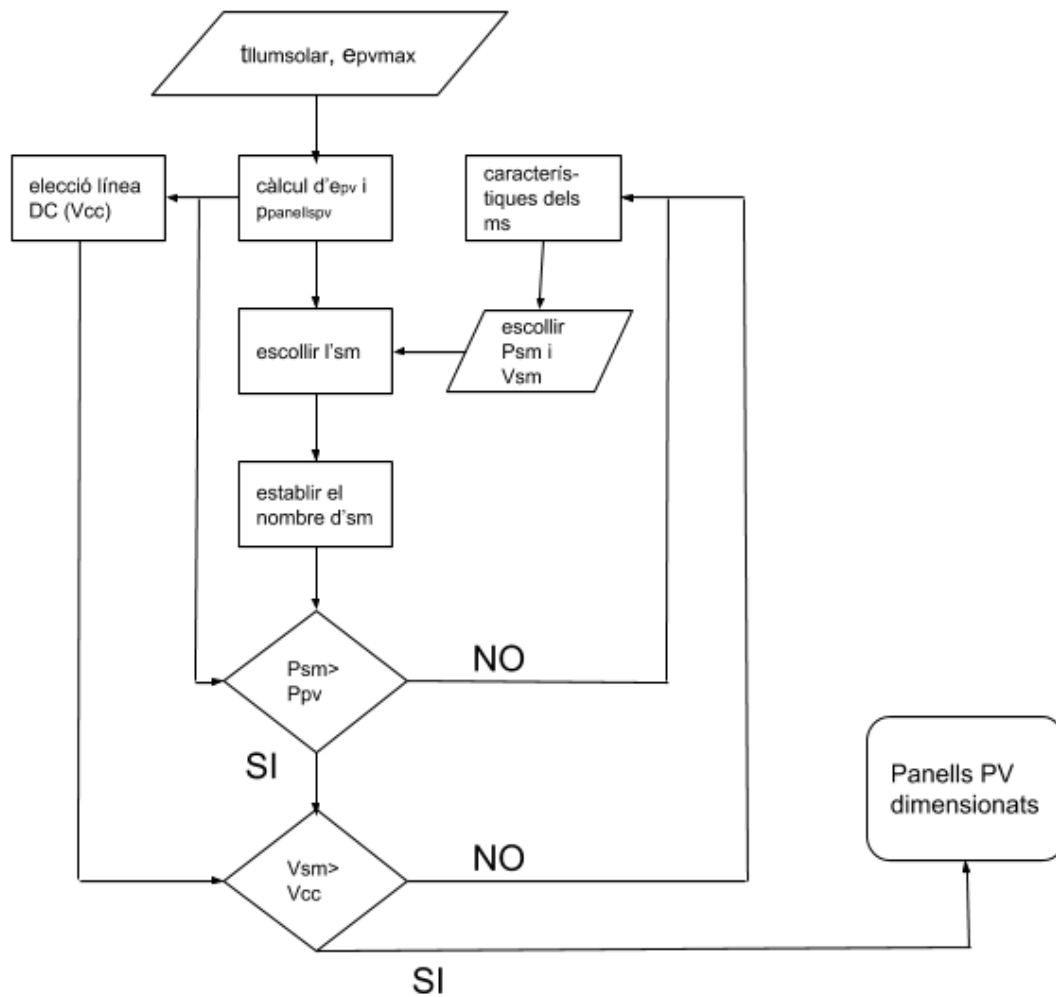 tIlumsolar, epvmax
elecció línea
DC (Vcc)
càlcul d'epv i
ppanellspv
caracterís-
tiques dels
ms
escollir l'sm
escollir
Psm i
Vsm
establir el
nombre d'sm
Psm>
Ppv
NO
SI
Vsm>
Vcc
NO
SI
Panells PV
dimensionats